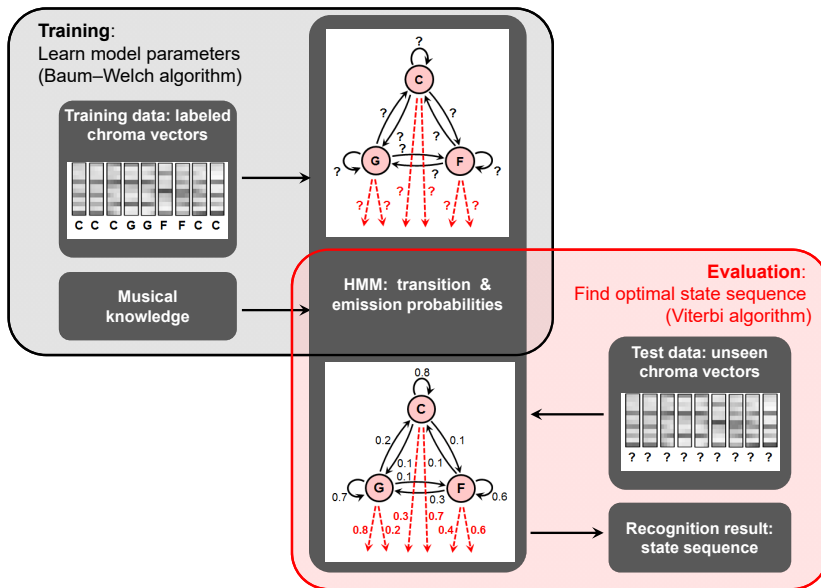 Training:
Learn model parameters
(Baum–Welch algorithm)
Training data: labeled
chroma vectors
C C C G G F F C C
Musical
knowledge
?
C
? ?
? ?
?
?
G F
? ?
? ? ? ?
? ?
HMM: transition &
emission probabilities
Evaluation:
Find optimal state sequence
(Viterbi algorithm)
Test data: unseen
chroma vectors
? ? ? ? ? ? ? ? ?
Recognition result:
state sequence
0.8
C
0.2 0.1
0.1 0.1
0.1
G F
0.7 0.3 0.6
0.3 0.7
0.8 0.2 0.4 0.6